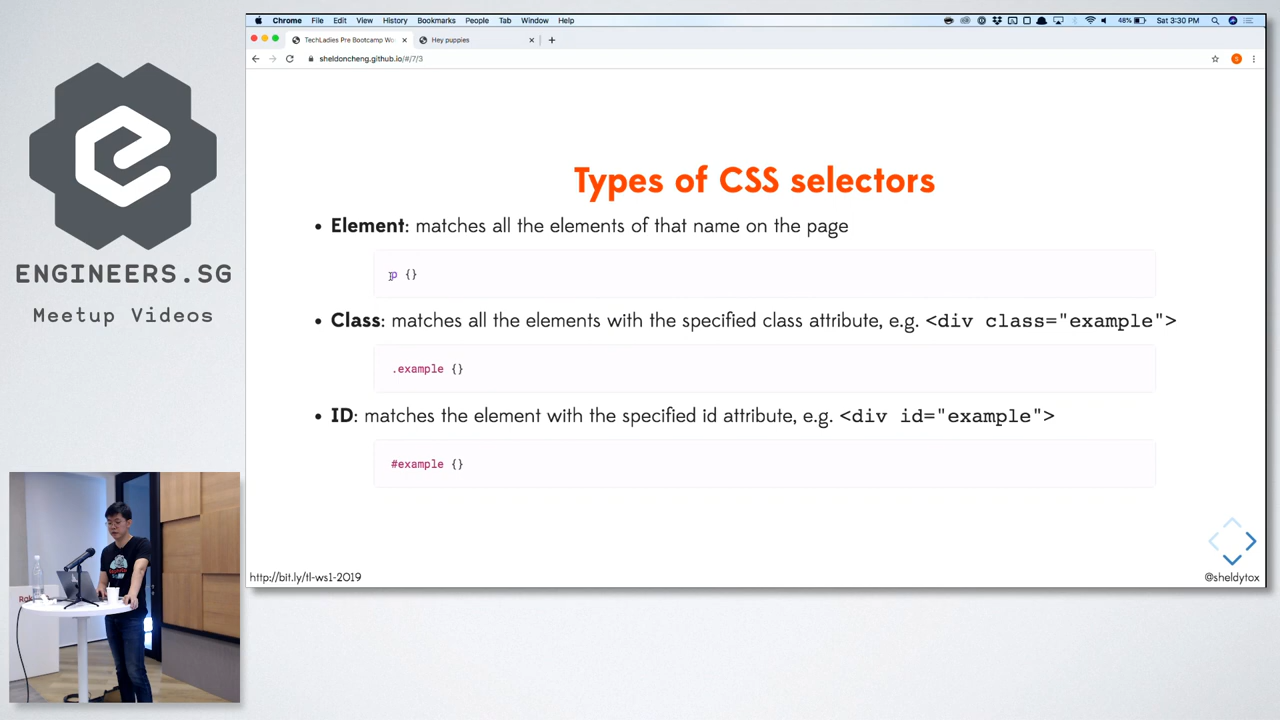 Chrome File Edit View History Bookmarks People Tab Window Help
48% Sat 3:30 PM
TechLadies Pre Bootcamp Wo
Hey puppies
sheldoncheng.github.io/#/7/3
S
ENGINEERS.SG
Meetup Videos
Types of CSS selectors
• Element: matches all the elements of that name on the page
p {}
• Class: matches all the elements with the specified class attribute, e.g. <div class="example">
.example {}
• ID: matches the element with the specified id attribute, e.g. <div id="example">
#example {}
http://bit.ly/tl-ws1-2019
@sheldytox